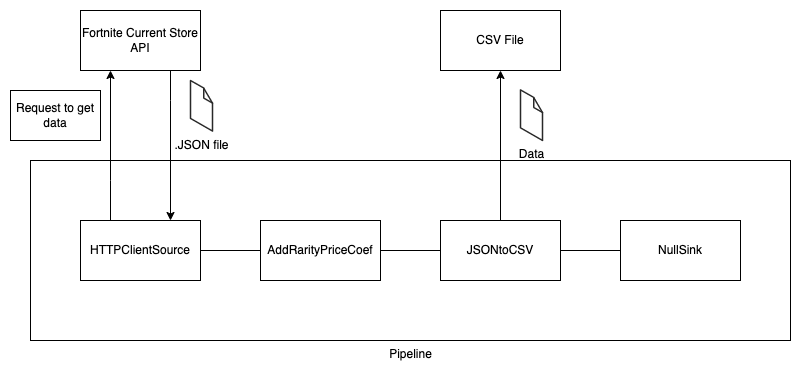 Fortnite Current Store
API
CSV File
Request to get
data
.JSON file
Data
HTTPClientSource
AddRarityPriceCoef
JSONtoCSV
NullSink
Pipeline